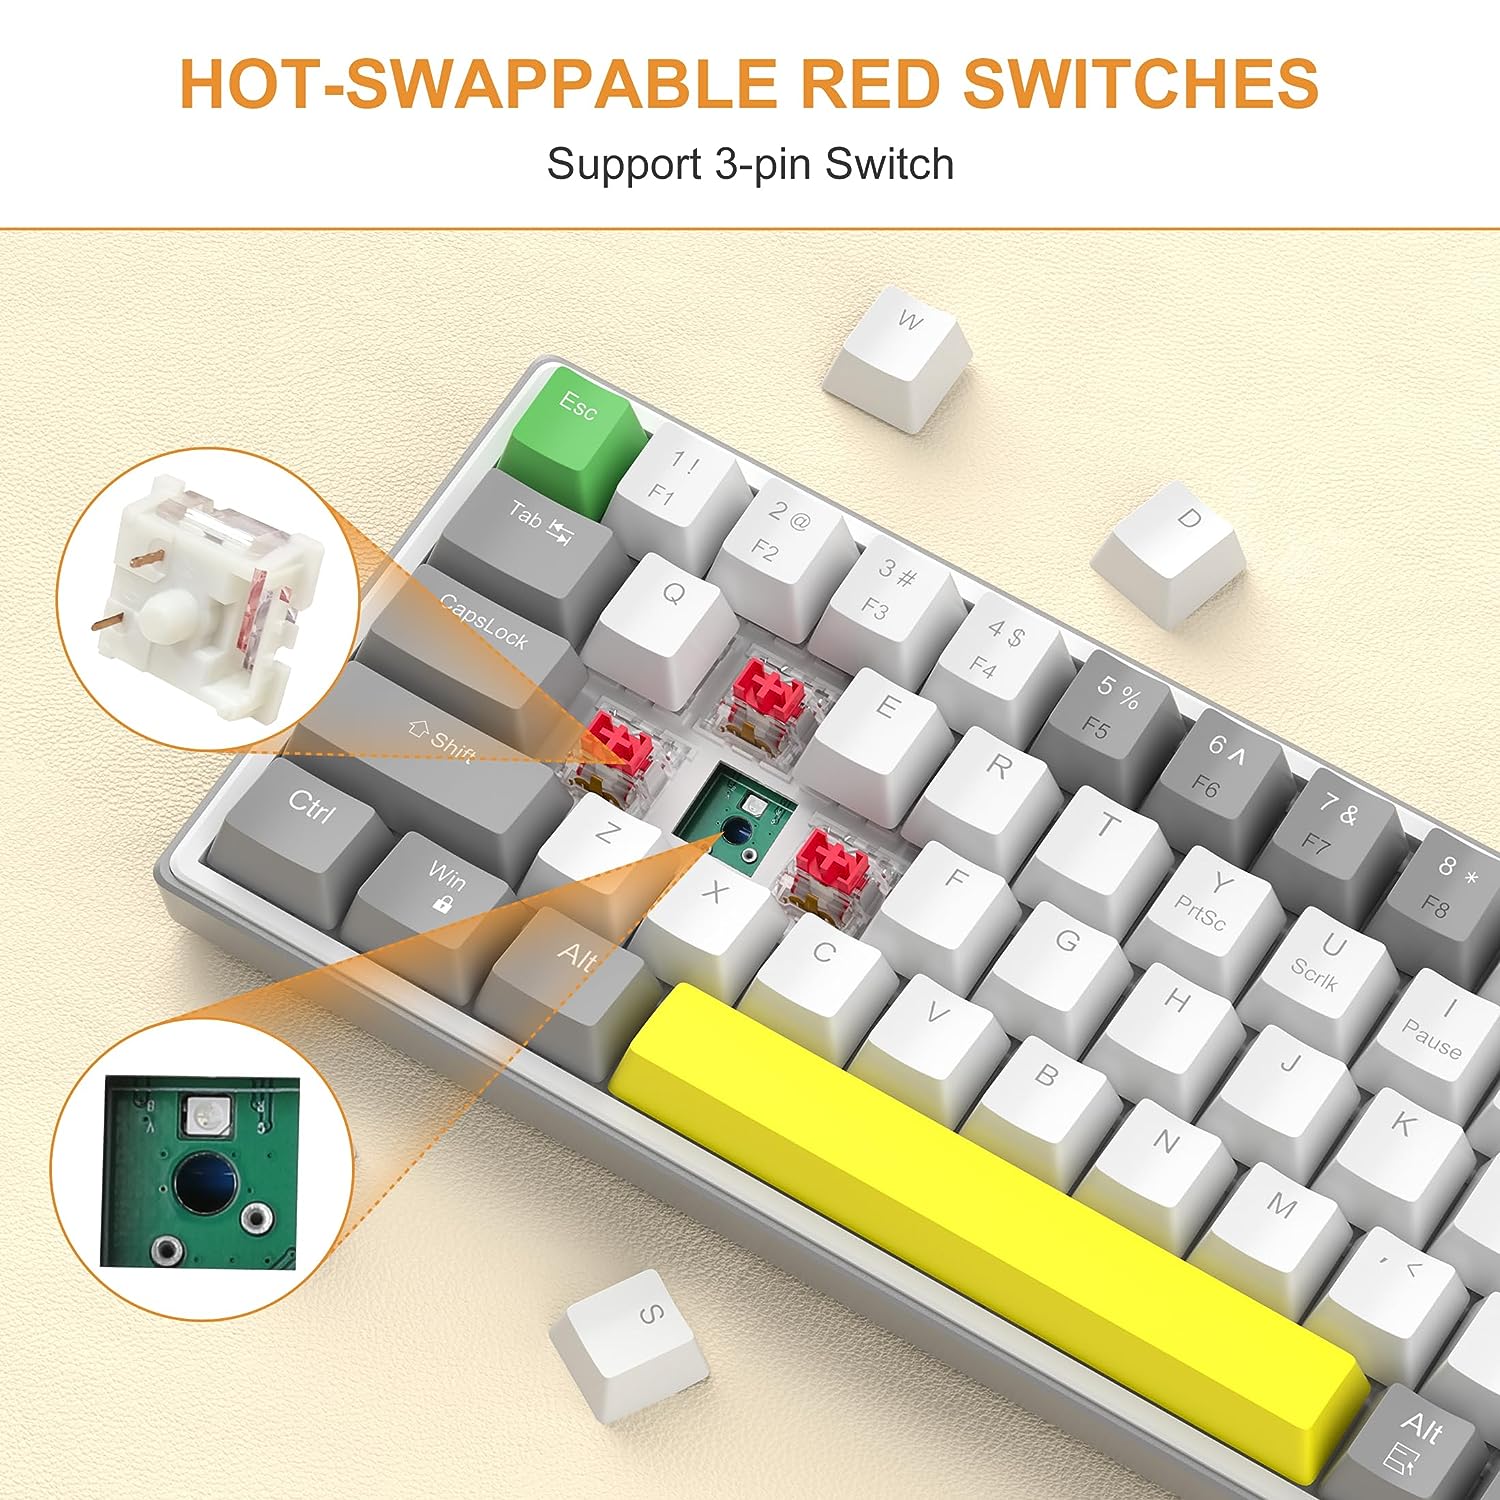 HOT-SWAPPABLE RED SWITCHES
Support 3-pin Switch
W
D
Esc
1 !
F1
2 @
F2
3 #
F3
4 $
F4
5 %
F5
6 ^
F6
7 &
F7
8 *
F8
Tab
Q
E
R
T
Y
PrtSc
U
Scrlk
I
Pause
CapsLock
F
G
H
J
K
Shift
Z
X
C
V
B
N
M
, <
Ctrl
Win
Alt
Alt
S